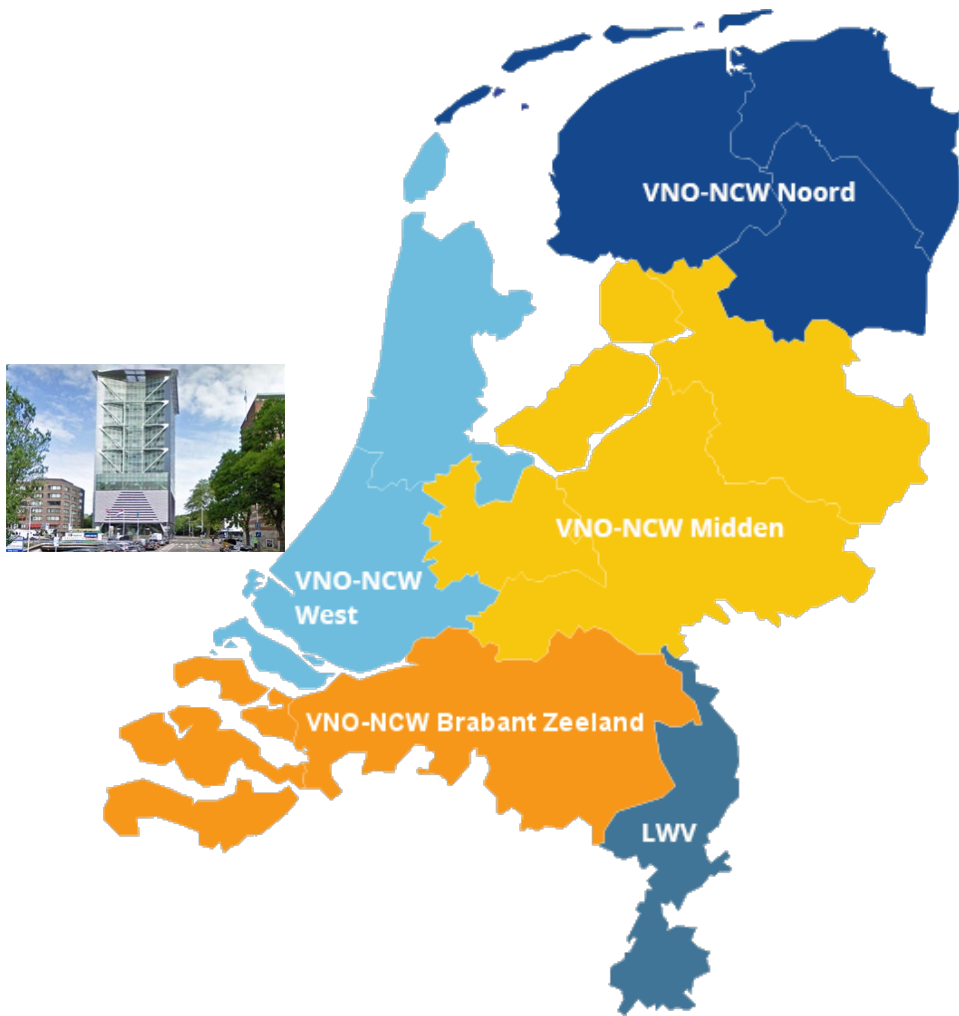 VNO-NCW Noord
VNO-NCW Midden
VNO-NCW
West
VNO-NCW Brabant Zeeland
LWV